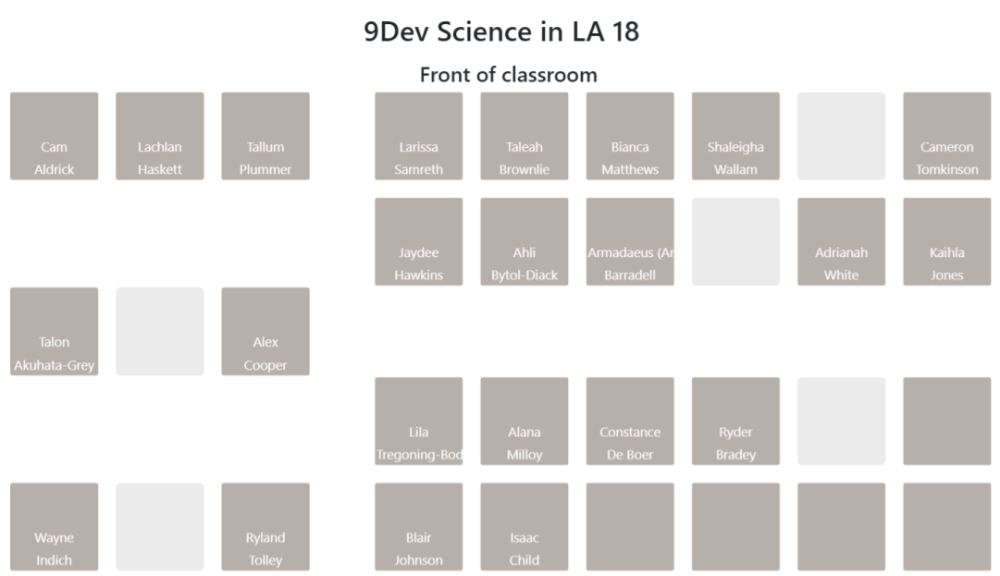 9Dev Science in LA 18
Front of classroom
Cam
Aldrick
Lachlan
Haskett
Tallum
Plummer
Larissa
Samreth
Taleah
Brownlie
Bianca
Matthews
Shaleigha
Wallam
Cameron
Tomkinson
Jaydee
Hawkins
Ahli
Bytol-Diack
Armadaeus (Ar
Barradell
Adrianah
White
Kaihla
Jones
Talon
Akuhata-Grey
Alex
Cooper
Lila
Tregoning-Bod
Alana
Milloy
Constance
De Boer
Ryder
Bradey
Wayne
Indich
Ryland
Tolley
Blair
Johnson
Isaac
Child